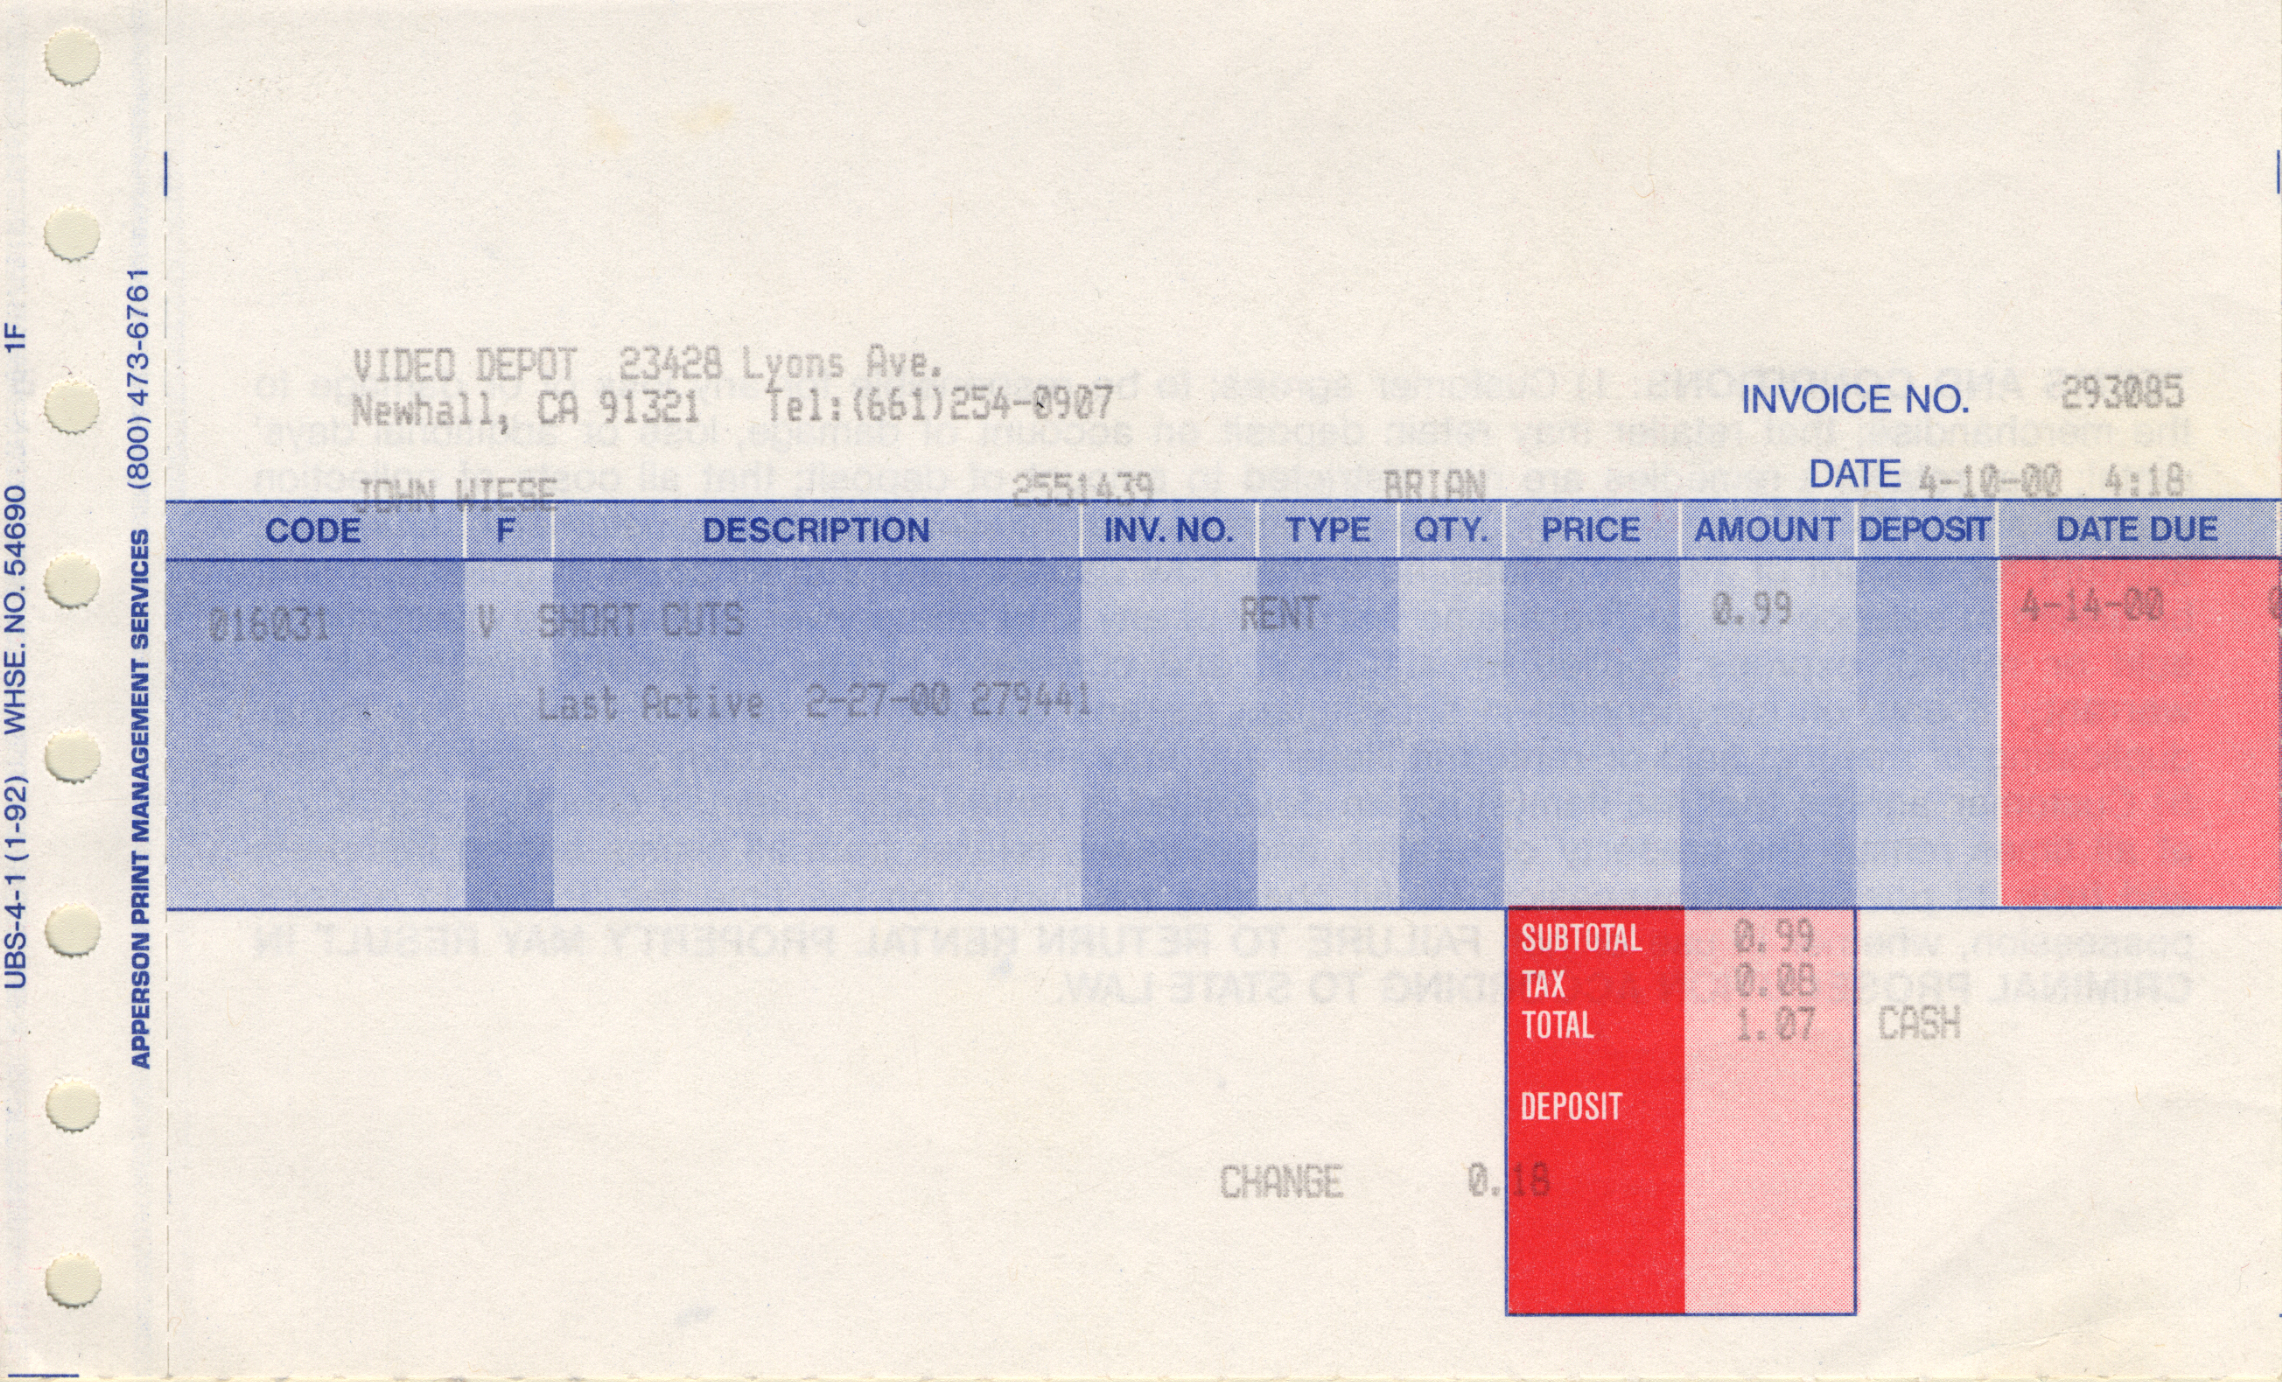 VIDEO DEPOT 23428 Lyons Ave.
Newhall, CA 91321 Tel:(661)254-0907
INVOICE NO. 293085
DATE 4-10-00 4:18
JOHN WIESE 2551439 BRIAN
CODE F DESCRIPTION INV. NO. TYPE QTY. PRICE AMOUNT DEPOSIT DATE DUE
016031 V SHORT CUTS RENT 0.99 4-14-00
Last Active 2-27-00 279441
SUBTOTAL 0.99
TAX 0.08
TOTAL 1.07 CASH
DEPOSIT
CHANGE 0.18
UBS-4-1 (1-92) WHSE. NO. 54690 1F
APPERSON PRINT MANAGEMENT SERVICES (800) 473-6761